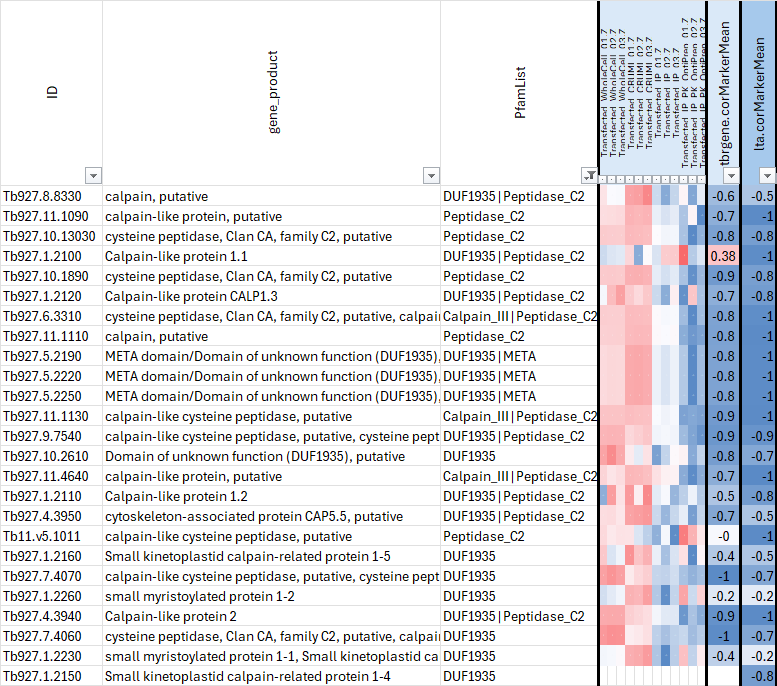 ID gene_product PfamList Transfected_WholeCell_01.7 Transfected_WholeCell_02.7 Transfected_WholeCell_03.7 Transfected_CRUMI_01.7 Transfected_CRUMI_02.7 Transfected_CRUMI_03.7 Transfected_IP_01.7 Transfected_IP_02.7 Transfected_IP_03.7 Transfected_IP_PK_OptiPrep_01.7 Transfected_IP_PK_OptiPrep_02.7 Transfected_IP_PK_OptiPrep_03.7 tbrgene.corMarkerMean lta.corMarkerMean
Tb927.8.8330 calpain, putative DUF1935|Peptidase_C2 -0.6 -0.5
Tb927.11.1090 calpain-like protein, putative Peptidase_C2 -0.7 -1
Tb927.10.13030 cysteine peptidase, Clan CA, family C2, putative Peptidase_C2 -0.8 -0.8
Tb927.1.2100 Calpain-like protein 1.1 DUF1935|Peptidase_C2 0.38 -1
Tb927.10.1890 cysteine peptidase, Clan CA, family C2, putative Peptidase_C2 -0.9 -0.8
Tb927.1.2120 Calpain-like protein CALP1.3 DUF1935|Peptidase_C2 -0.7 -0.8
Tb927.6.3310 cysteine peptidase, Clan CA, family C2, putative, calpai Calpain_III|Peptidase_C2 -0.8 -1
Tb927.11.1110 calpain, putative Peptidase_C2 -0.8 -1
Tb927.5.2190 META domain/Domain of unknown function (DUF1935), DUF1935|META -0.8 -1
Tb927.5.2220 META domain/Domain of unknown function (DUF1935), DUF1935|META -0.8 -1
Tb927.5.2250 META domain/Domain of unknown function (DUF1935), DUF1935|META -0.8 -1
Tb927.11.1130 calpain-like cysteine peptidase, putative Calpain_III|Peptidase_C2 -0.9 -1
Tb927.9.7540 calpain-like cysteine peptidase, putative, cysteine pept DUF1935|Peptidase_C2 -0.9 -0.9
Tb927.10.2610 Domain of unknown function (DUF1935), putative DUF1935 -0.8 -0.7
Tb927.11.4640 calpain-like protein, putative Calpain_III|Peptidase_C2 -0.7 -1
Tb927.1.2110 Calpain-like protein 1.2 DUF1935|Peptidase_C2 -0.5 -0.8
Tb927.4.3950 cytoskeleton-associated protein CAP5.5, putative DUF1935|Peptidase_C2 -0.7 -0.5
Tb11.v5.1011 calpain-like cysteine peptidase, putative Peptidase_C2 -0 -1
Tb927.1.2160 Small kinetoplastid calpain-related protein 1-5 DUF1935 -0.4 -0.5
Tb927.7.4070 calpain-like cysteine peptidase, putative, cysteine pept DUF1935 -1 -0.7
Tb927.1.2260 small myristoylated protein 1-2 DUF1935 -0.2 -0.2
Tb927.4.3940 Calpain-like protein 2 DUF1935|Peptidase_C2 -0.9 -1
Tb927.7.4060 cysteine peptidase, Clan CA, family C2, putative, calpai DUF1935 -1 -0.7
Tb927.1.2230 small myristoylated protein 1-1, Small kinetoplastid ca DUF1935 -0.4 -0.2
Tb927.1.2150 Small kinetoplastid calpain-related protein 1-4 DUF1935 -0.8